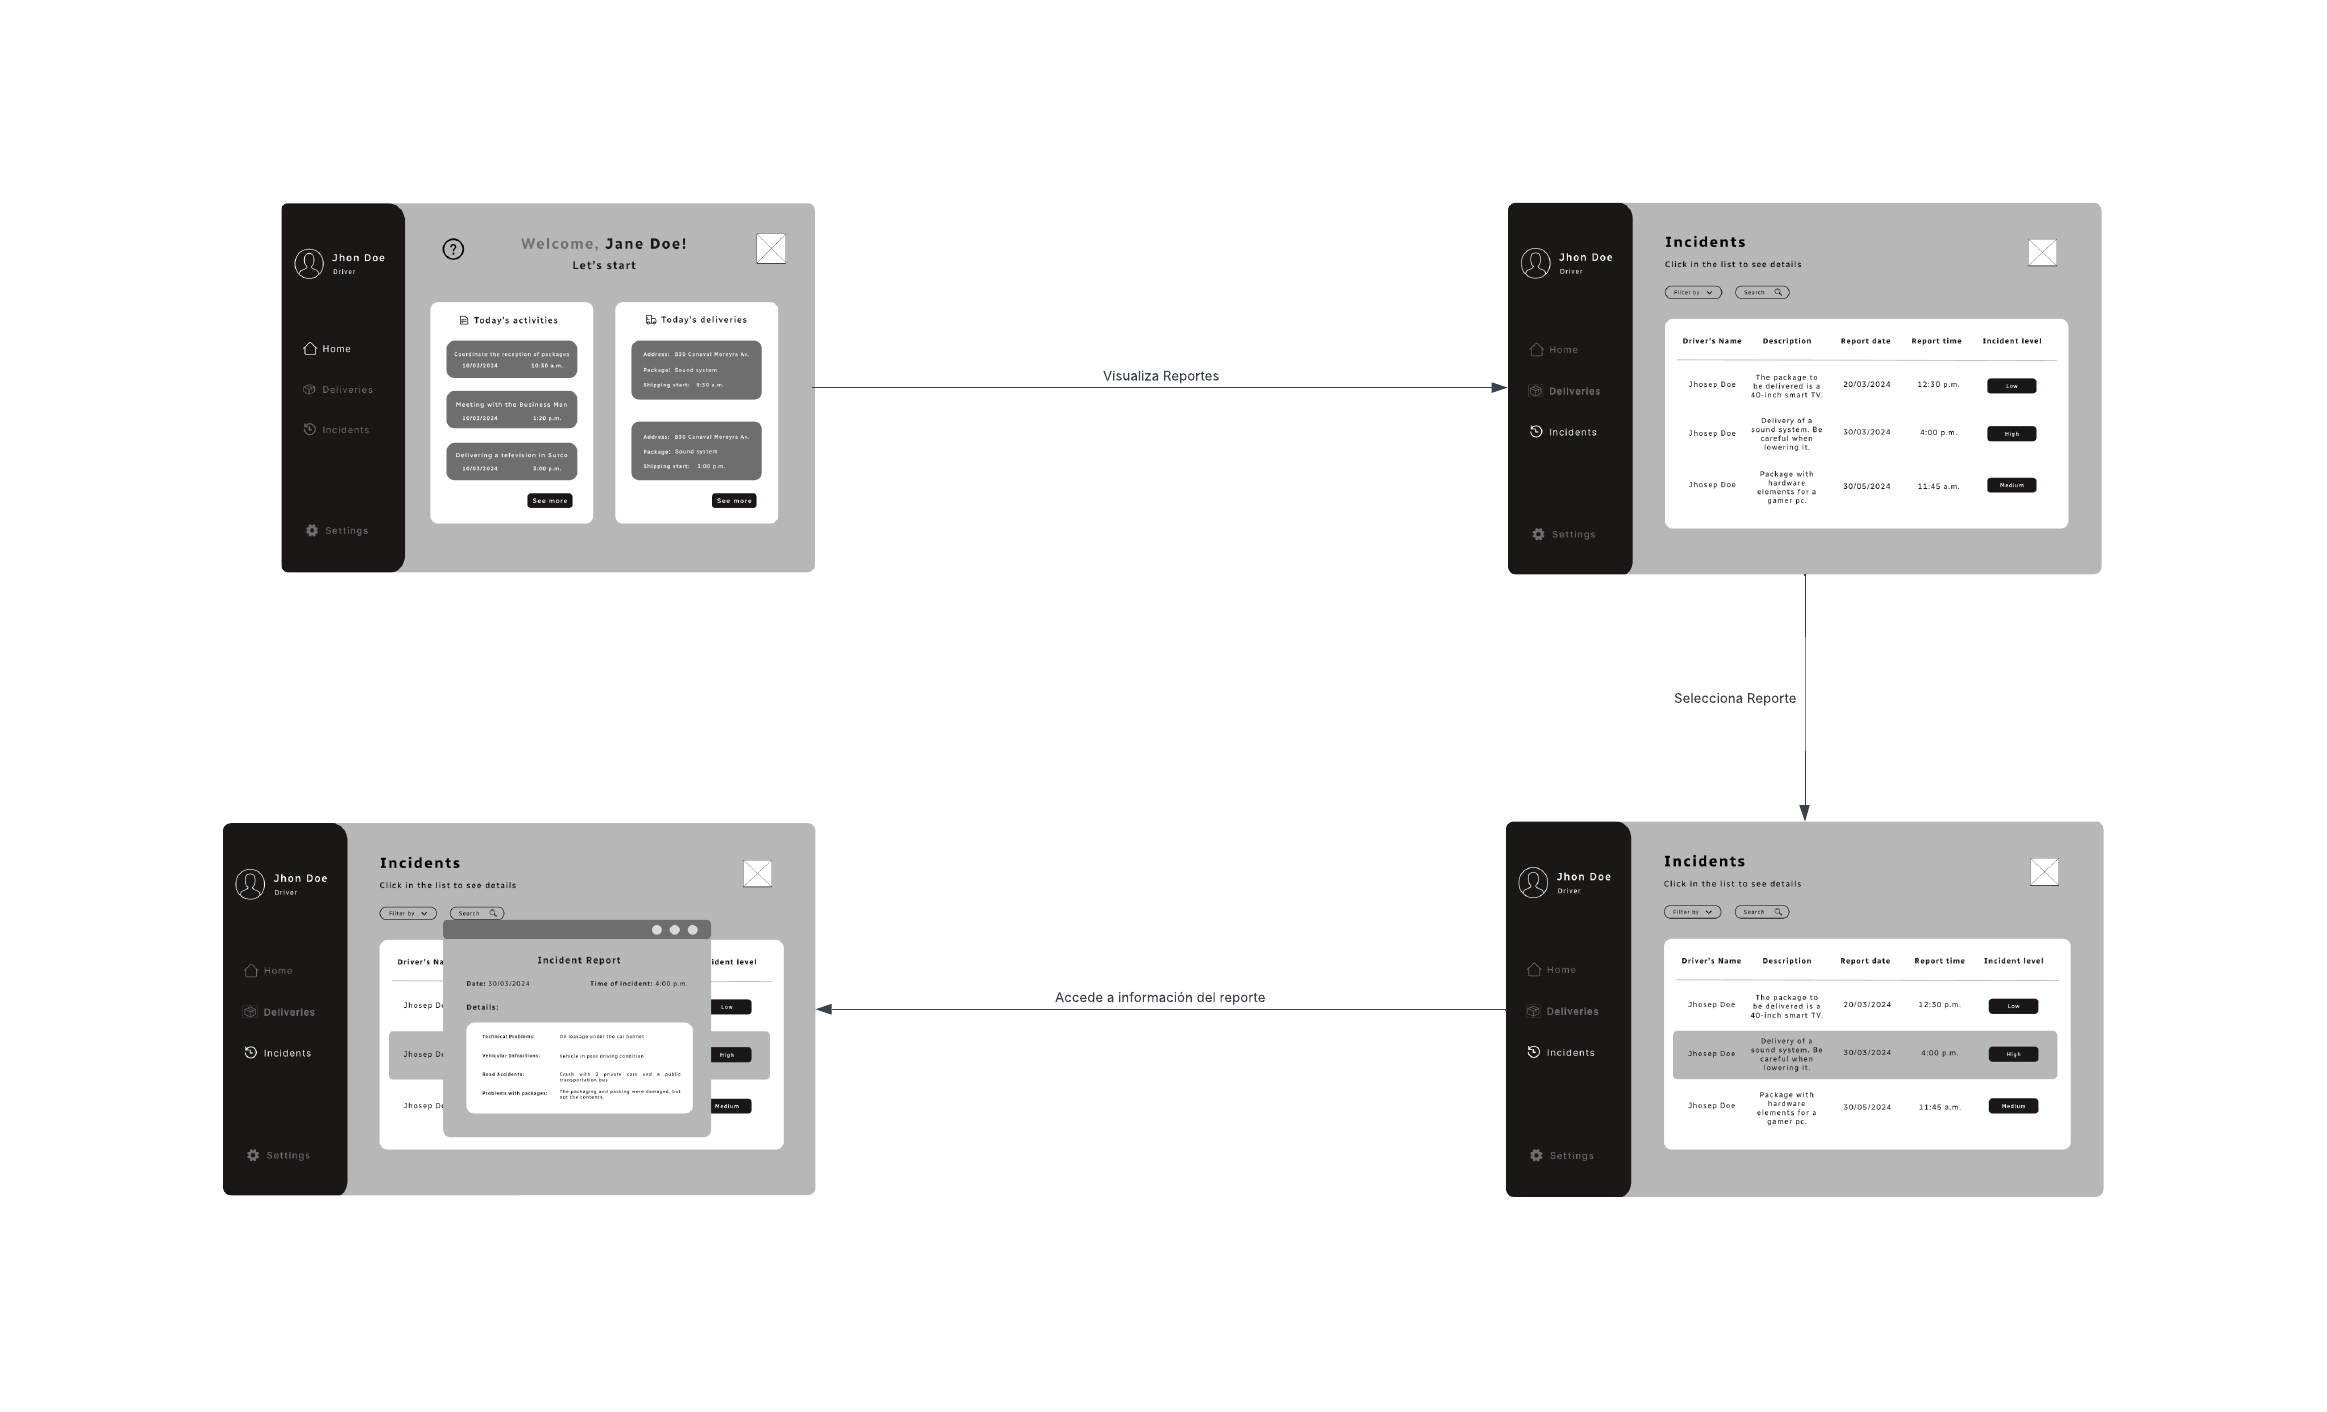 Jhon Doe
Driver
Home
Deliveries
Incidents
Settings
?
Welcome, Jane Doe!
Let's start
Today's activities
Coordinate the reception of packages
10/03/2024 10:30 a.m.
Meeting with the Business Man
10/03/2024 1:20 p.m.
Delivering a television in Surco
10/03/2024 3:00 p.m.
See more
Today's deliveries
Address: 830 Canaval Moreyra Av.
Package: Sound system
Shipping start: 9:30 a.m.
Address: 830 Canaval Moreyra Av.
Package: Sound system
Shipping start: 3:00 p.m.
See more
Visualiza Reportes
Jhon Doe
Driver
Home
Deliveries
Incidents
Settings
Incidents
Click in the list to see details
Filter by
Search
Driver's Name Description Report date Report time Incident level
Jhosep Doe The package to be delivered is a 40-inch smart TV. 20/03/2024 12:30 p.m. Low
Jhosep Doe Delivery of a sound system. Be careful when lowering it. 30/03/2024 4:00 p.m. High
Jhosep Doe Package with hardware elements for a gamer pc. 30/05/2024 11:45 a.m. Medium
Selecciona Reporte
Jhon Doe
Driver
Home
Deliveries
Incidents
Settings
Incidents
Click in the list to see details
Filter by
Search
Driver's Na
ident level
Jhosep Do
Low
Jhosep Do
High
Jhosep Do
Medium
Incident Report
Date: 30/03/2024 Time of incident: 4:00 p.m.
Details:
Technical Problems: Oil leakage under the car bonnet
Vehicular Infractions: Vehicle in poor driving condition
Road Accidents: Crash with 2 private cars and a public
transportation bus
Problems with packages: The packaging and packing were damaged, but
not the contents.
Accede a información del reporte
Jhon Doe
Driver
Home
Deliveries
Incidents
Settings
Incidents
Click in the list to see details
Filter by
Search
Driver's Name Description Report date Report time Incident level
Jhosep Doe The package to be delivered is a 40-inch smart TV. 20/03/2024 12:30 p.m. Low
Jhosep Doe Delivery of a sound system. Be careful when lowering it. 30/03/2024 4:00 p.m. High
Jhosep Doe Package with hardware elements for a gamer pc. 30/05/2024 11:45 a.m. Medium